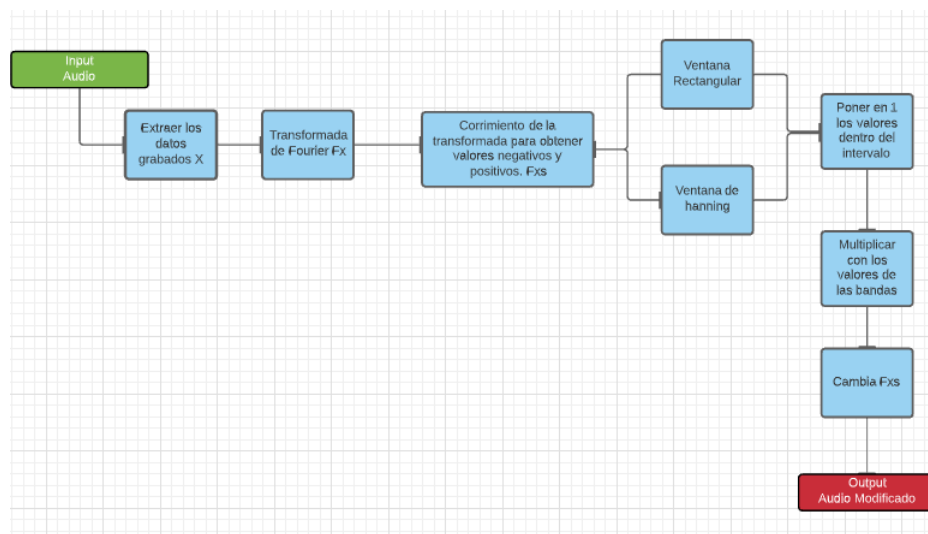 Input
Audio
Extraer los
datos
grabados X
Transformada
de Fourier Fx
Corrimiento de la
transformada para obtener
valores negativos y
positivos. Fxs
Ventana
Rectangular
Ventana de
hanning
Poner en 1
los valores
dentro del
intervalo
Multiplicar
con los
valores de
las bandas
Cambia Fxs
Output
Audio Modificado